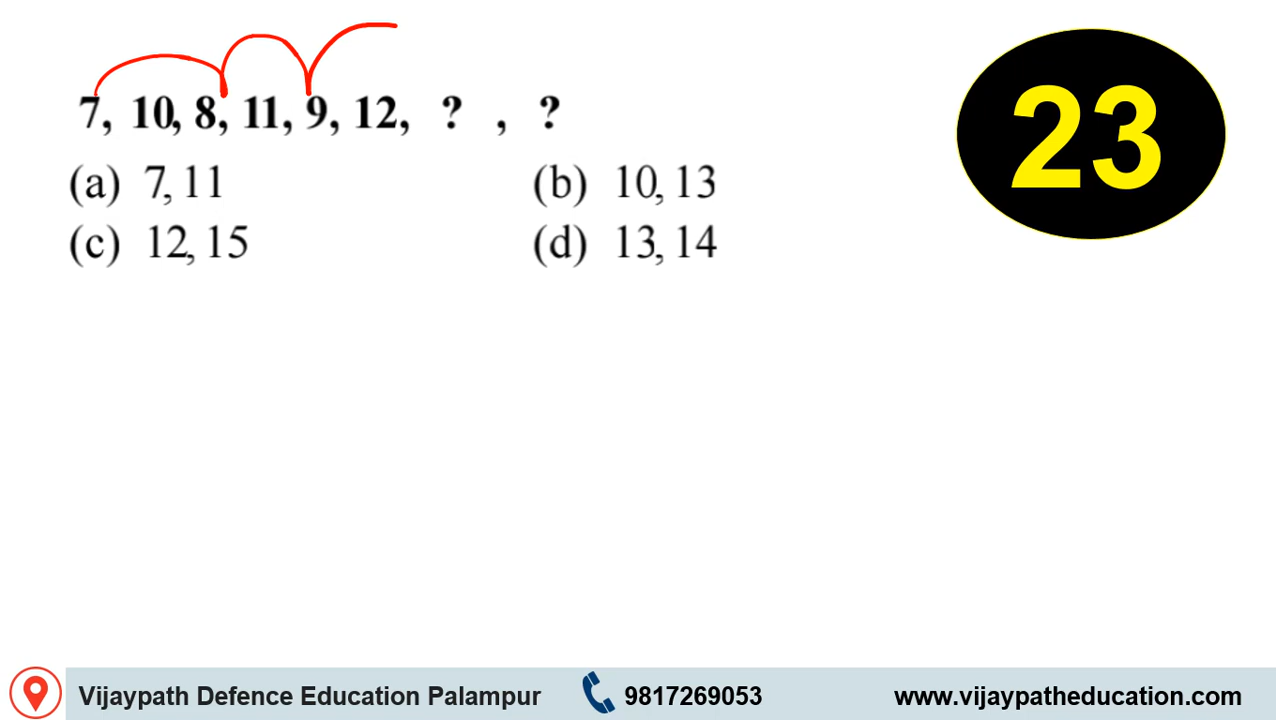 7, 10, 8, 11, 9, 12, ? , ?
23
(a) 7, 11 (b) 10, 13
(c) 12, 15 (d) 13, 14
Vijaypath Defence Education Palampur 9817269053 www.vijaypatheducation.com